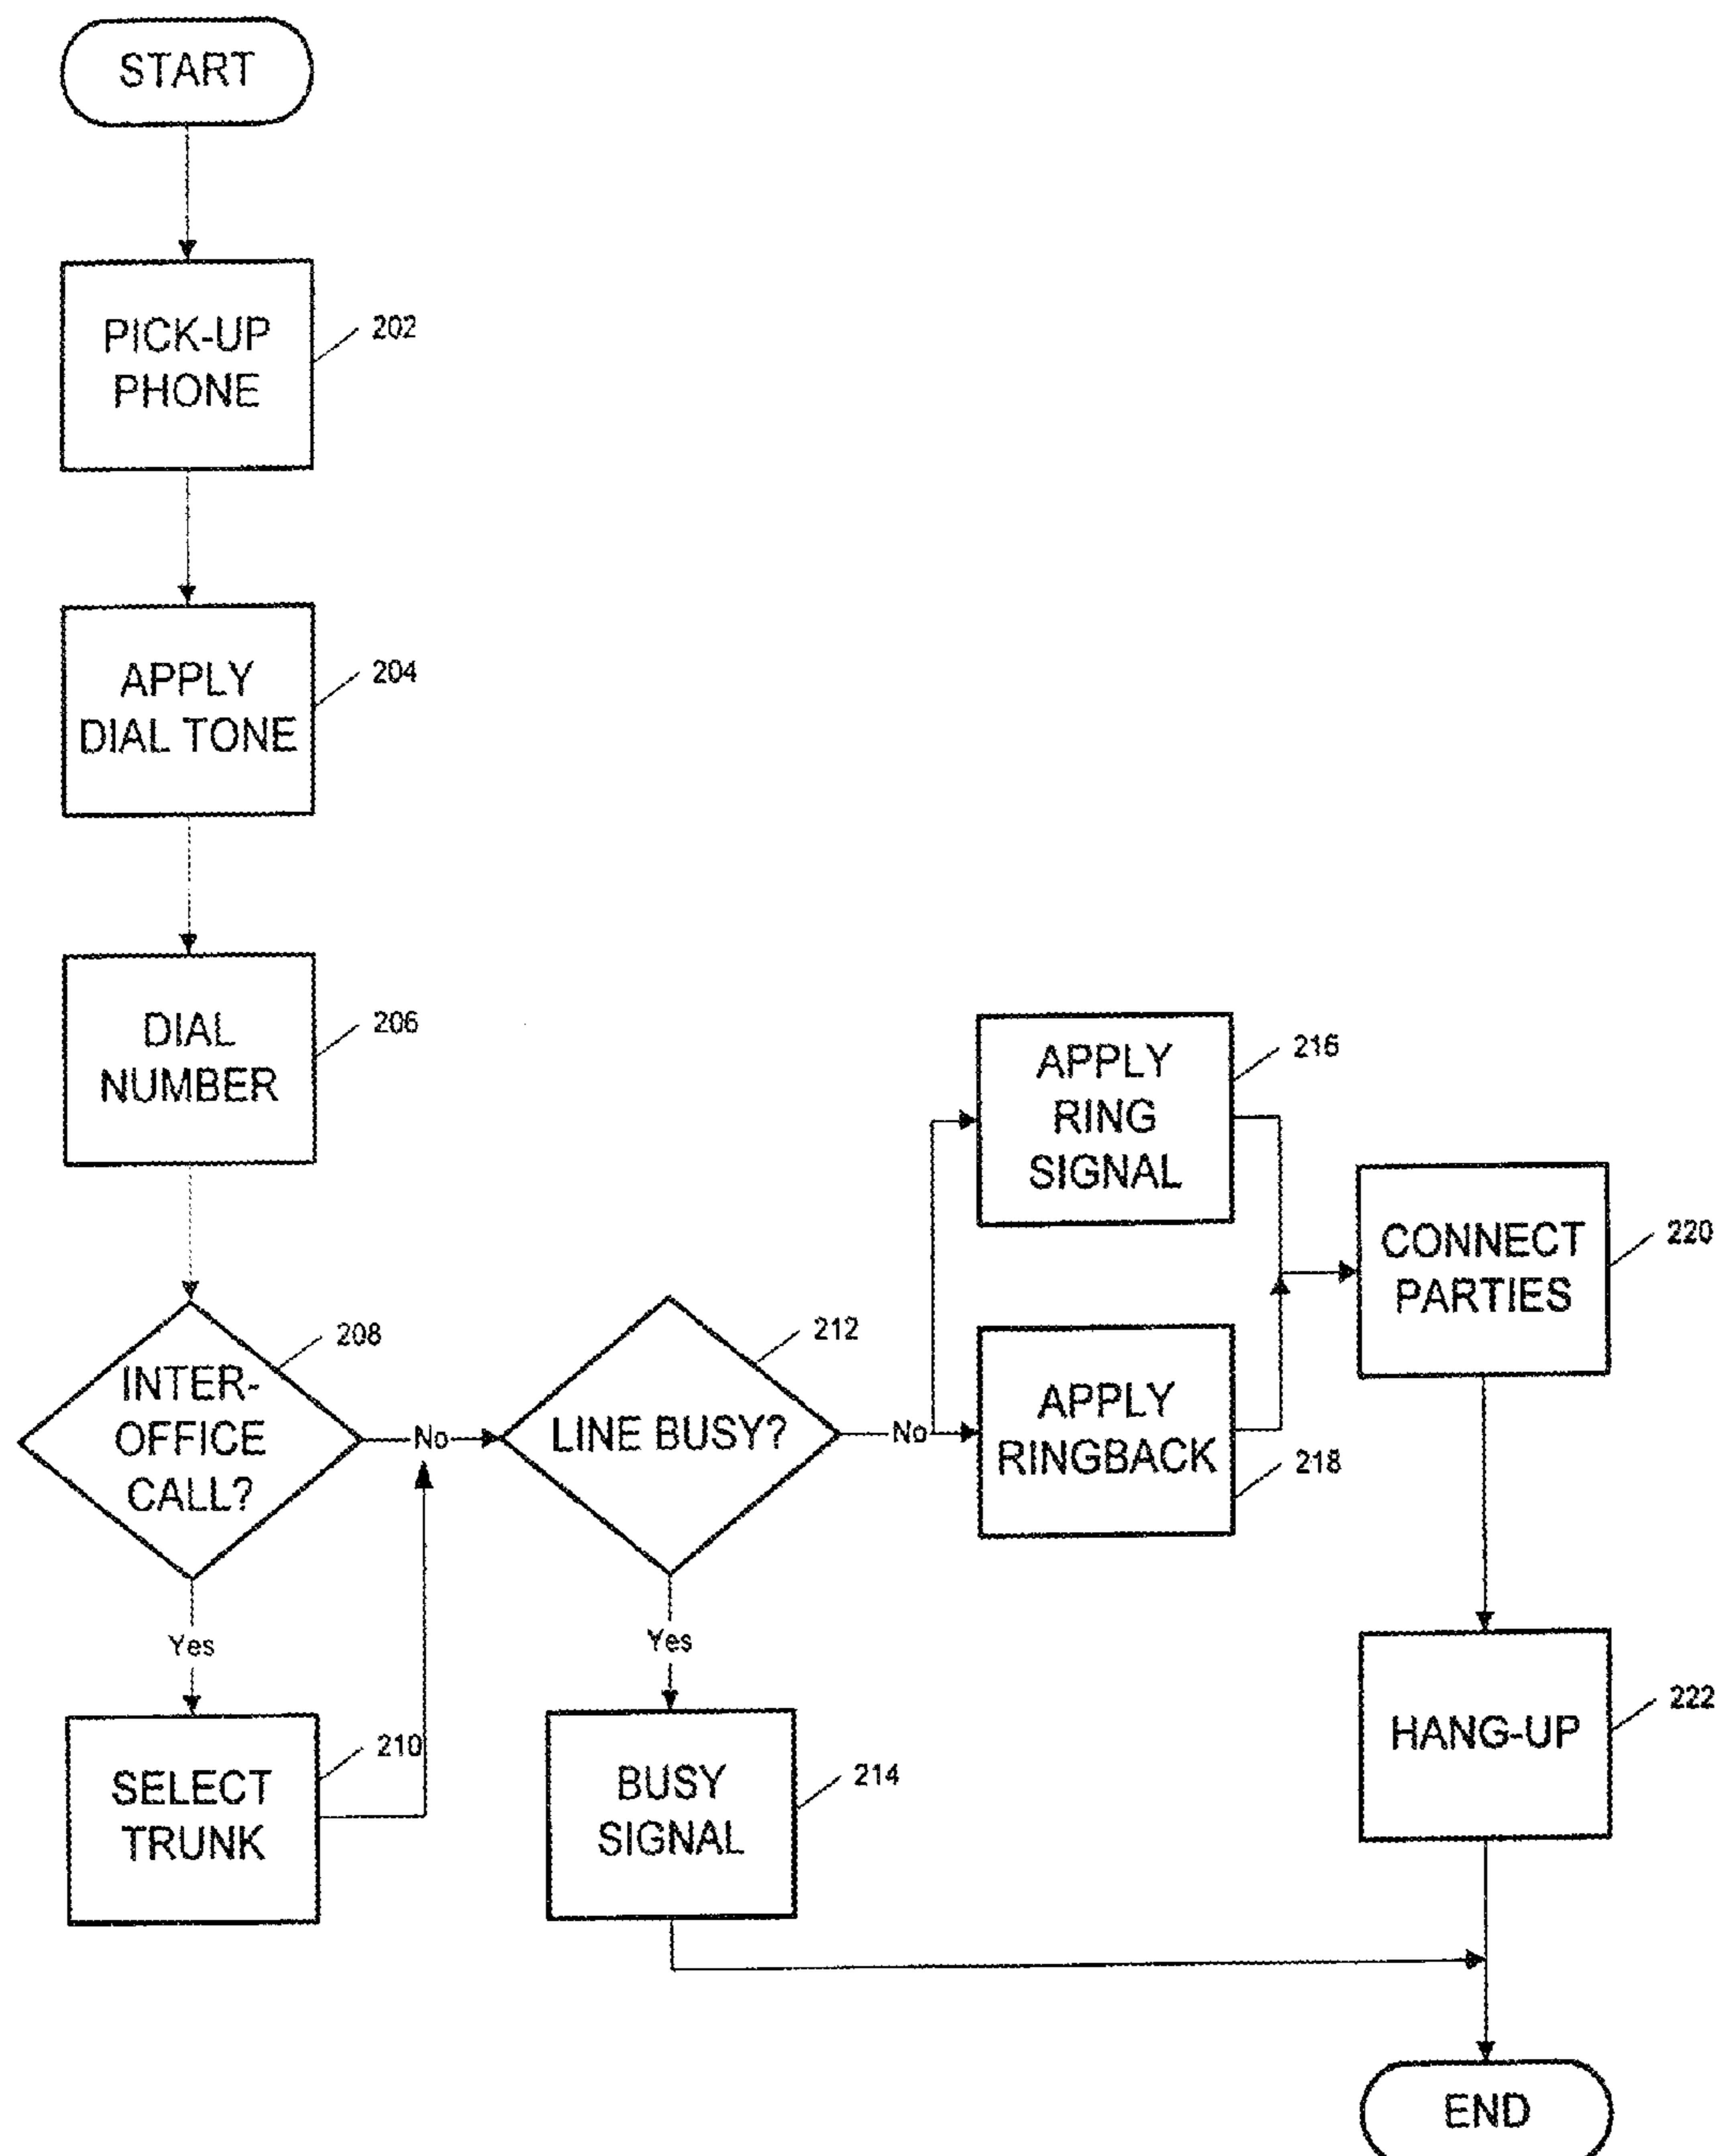 START
PICK-UP
PHONE
202
APPLY
DIAL TONE
204
DIAL
NUMBER
206
INTER-
OFFICE
CALL?
208
No
Yes
SELECT
TRUNK
210
LINE BUSY?
212
No
Yes
BUSY
SIGNAL
214
APPLY
RING
SIGNAL
216
APPLY
RINGBACK
218
CONNECT
PARTIES
220
HANG-UP
222
END